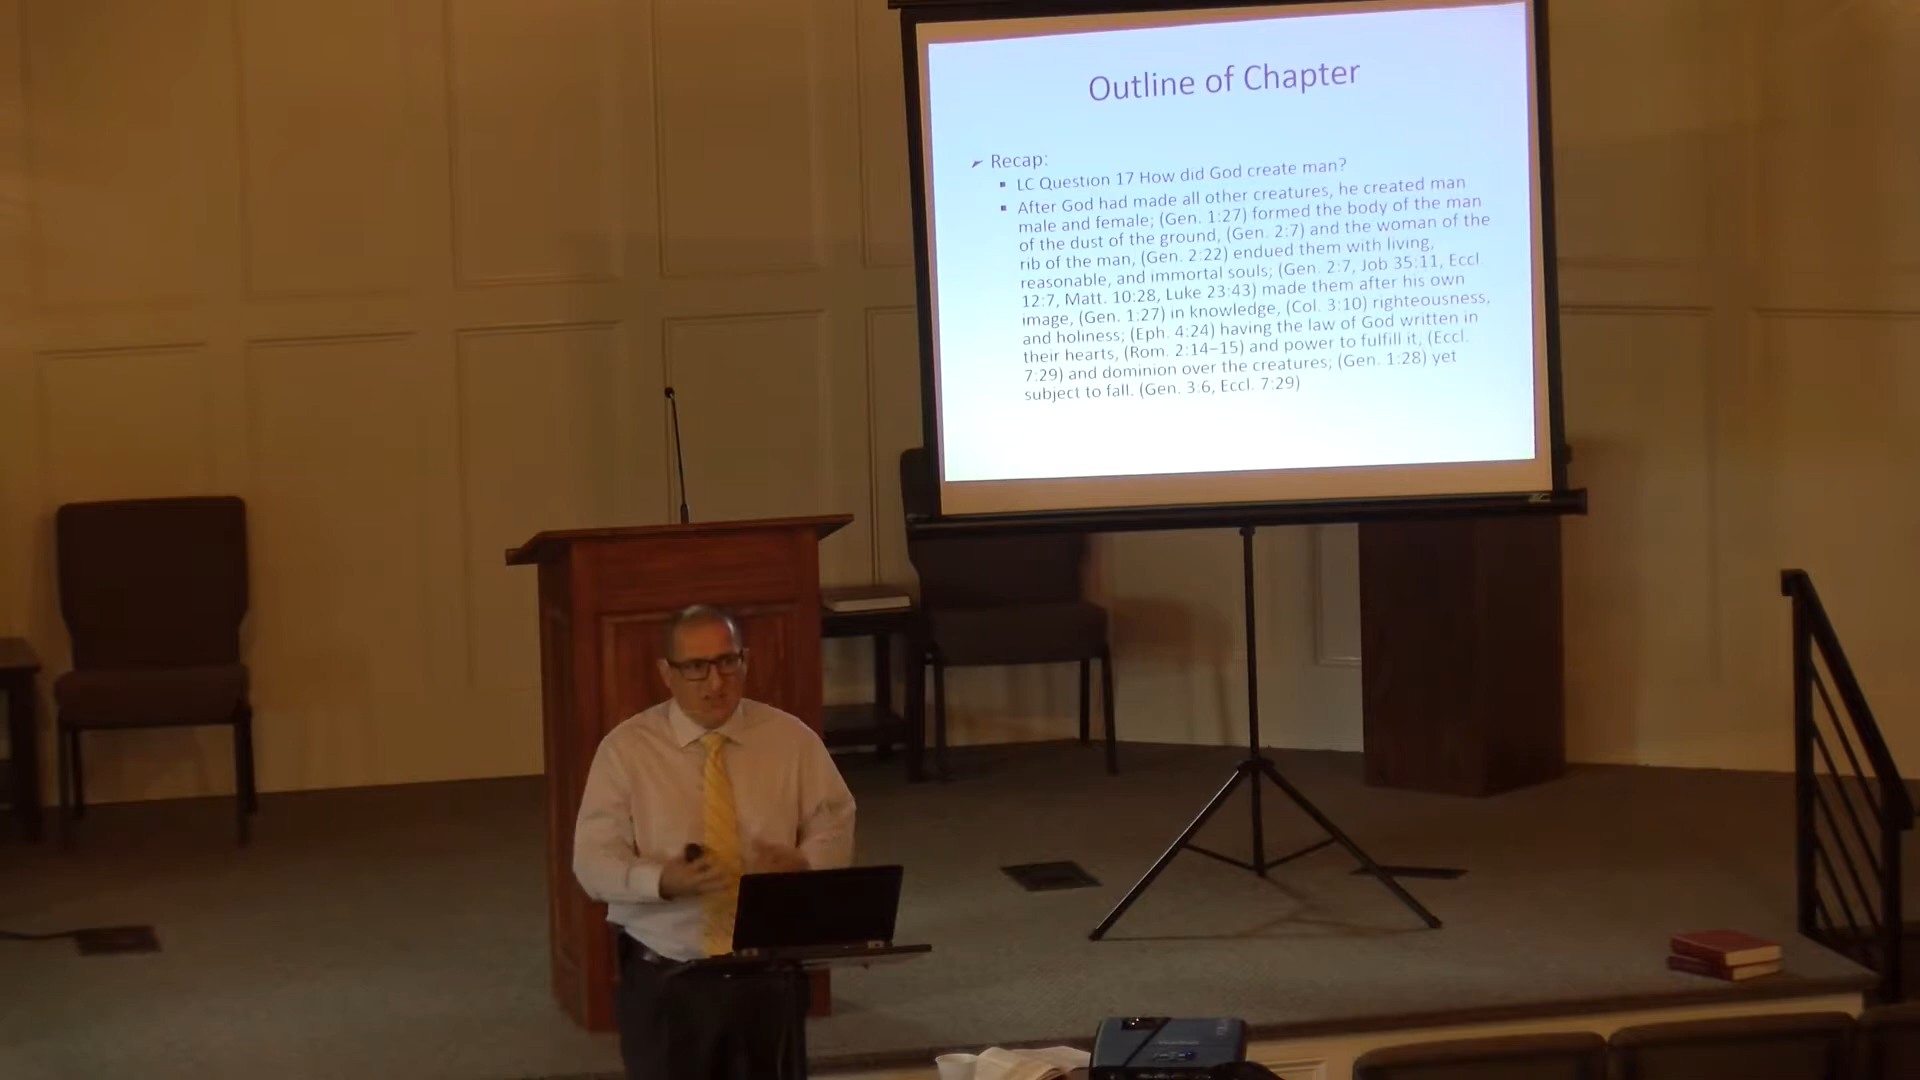 Outline of Chapter
Recap:
LC Question 17 How did God create man?
After God had made all other creatures, he created man
male and female; (Gen. 1:27) formed the body of the man
of the dust of the ground, (Gen. 2:7) and the woman of the
rib of the man, (Gen. 2:22) endued them with living,
reasonable, and immortal souls; (Gen. 2:7, Job 35:11, Eccl.
12:7, Matt. 10:28, Luke 23:43) made them after his own
image, (Gen. 1:27) in knowledge, (Col. 3:10) righteousness,
and holiness; (Eph. 4:24) having the law of God written in
their hearts, (Rom. 2:14–15) and power to fulfill it, (Eccl.
7:29) and dominion over the creatures; (Gen. 1:28) yet
subject to fall. (Gen. 3:6, Eccl. 7:29)